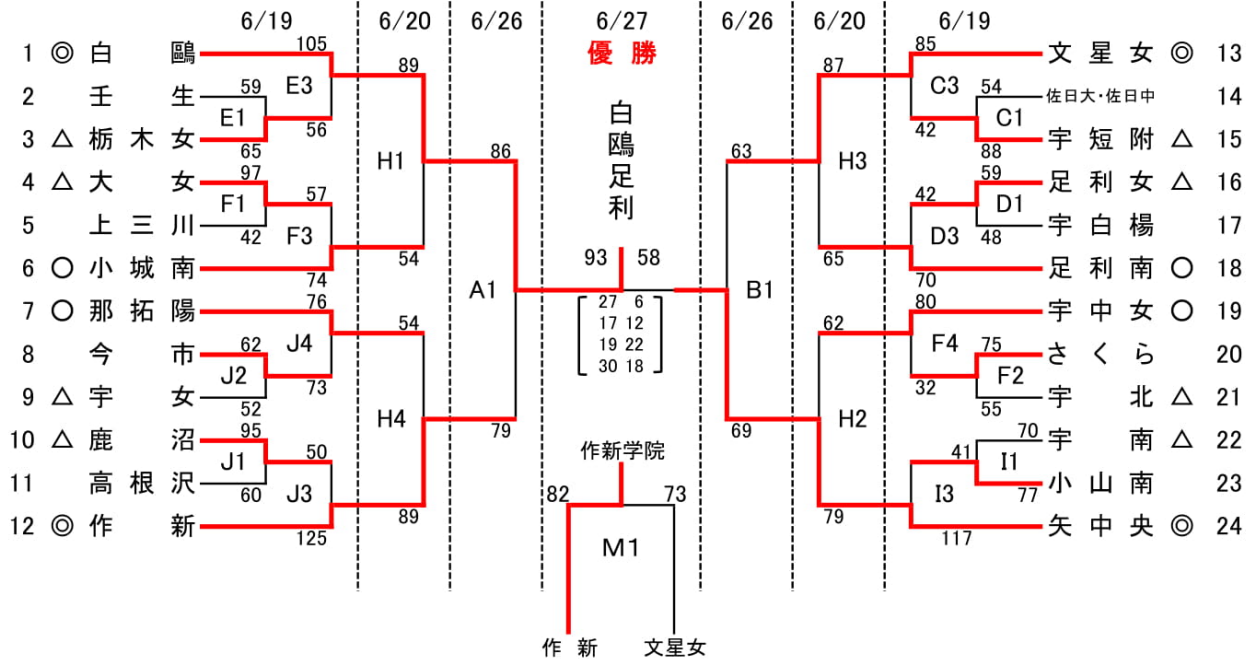 6/19 6/20 6/26 6/27 6/26 6/20 6/19
優勝
白鷗足利
1 ◎ 白鷗 105
2 壬生 59
E1 E3
3 △ 栃木女 65 56
89
H1
4 △ 大女 97 57
F1 F3
5 上三川 42
6 ○ 小城南 74 54
86
A1
7 ○ 那拓陽 76 54
8 今市 62
J2 J4
9 △ 宇女 52 73
H4
10 △ 鹿沼 95 50
J1 J3
11 高根沢 60
12 ◎ 作新 125 89
79
93 58
27 6
17 12
19 22
30 18
作新学院
82 73
M1
作新 文星女
85 文星女 ◎ 13
54 佐日大・佐日中 14
C3 C1
42 88 宇短附 △ 15
87
H3
42 59 足利女 △ 16
D3 D1
48 宇白楊 17
65 70 足利南 ○ 18
63
B1
62 80 宇中女 ○ 19
75 さくら 20
F4 F2
32 55 宇北 △ 21
H2
70 宇南 △ 22
41 I1
I3
77 小山南 23
79 117 矢中央 ◎ 24
69